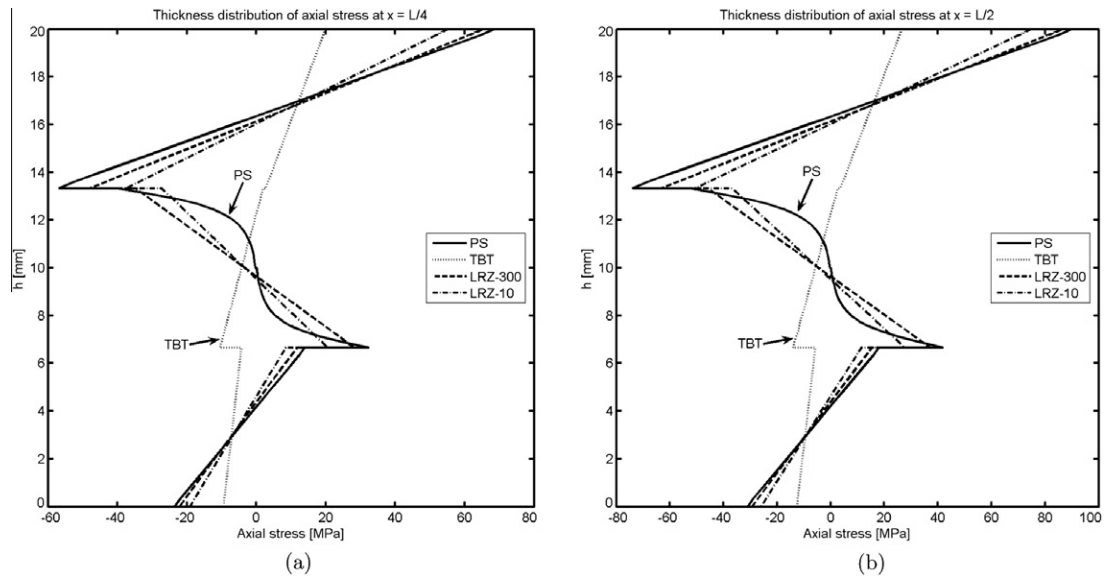 Thickness distribution of axial stress at x = L/4
h [mm]
20
18
16
14
12
10
8
6
4
2
0
PS
TBT
PS
TBT
LRZ-300
LRZ-10
-60
-40
-20
0
20
40
60
80
Axial stress [MPa]
(a)
Thickness distribution of axial stress at x = L/2
h [mm]
20
18
16
14
12
10
8
6
4
2
0
PS
TBT
PS
TBT
LRZ-300
LRZ-10
-80
-60
-40
-20
0
20
40
60
80
100
Axial stress [MPa]
(b)